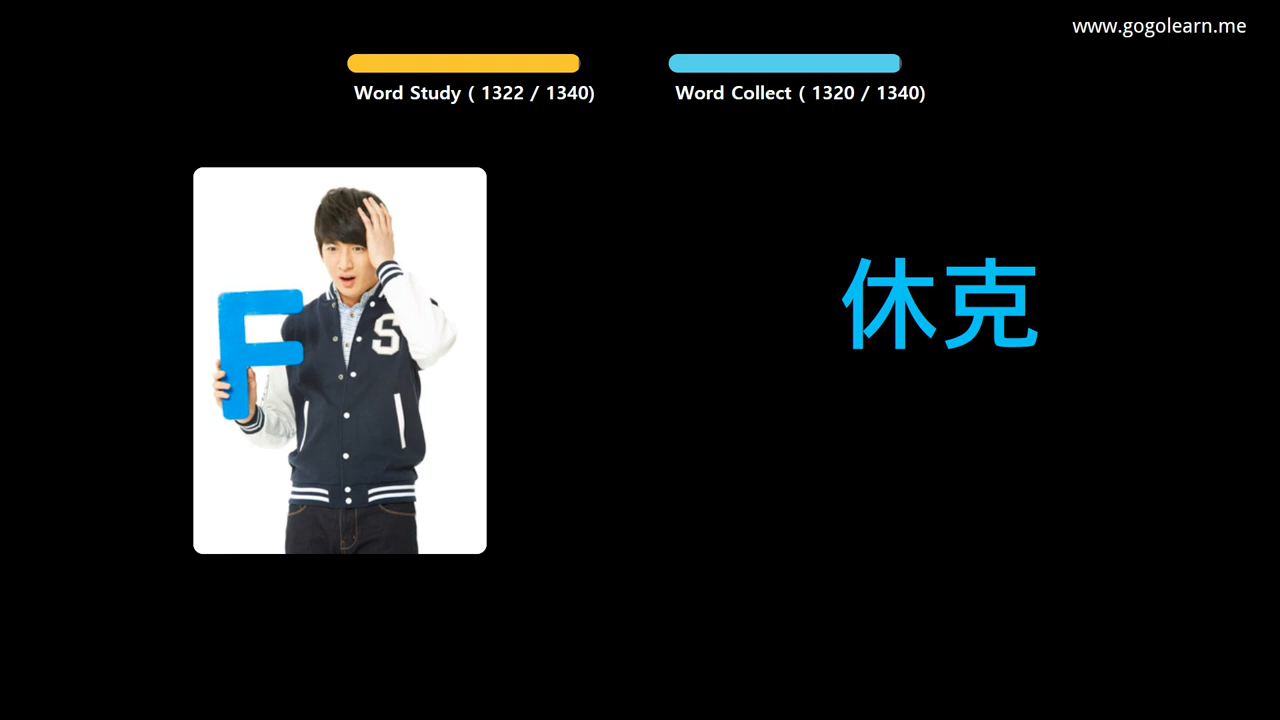 www.gogolearn.me
Word Study ( 1322 / 1340)
Word Collect ( 1320 / 1340)
F
S
休克